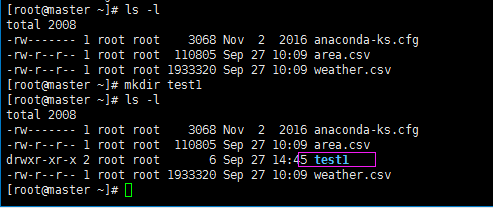 [root@master ~]# ls -l
total 2008
-rw------- 1 root root    3068 Nov  2  2016 anaconda-ks.cfg
-rw-r--r-- 1 root root  110805 Sep 27 10:09 area.csv
-rw-r--r-- 1 root root 1933320 Sep 27 10:09 weather.csv
[root@master ~]# mkdir test1
[root@master ~]# ls -l
total 2008
-rw------- 1 root root    3068 Nov  2  2016 anaconda-ks.cfg
-rw-r--r-- 1 root root  110805 Sep 27 10:09 area.csv
drwxr-xr-x 2 root root       6 Sep 27 14:45 test1
-rw-r--r-- 1 root root 1933320 Sep 27 10:09 weather.csv
[root@master ~]#